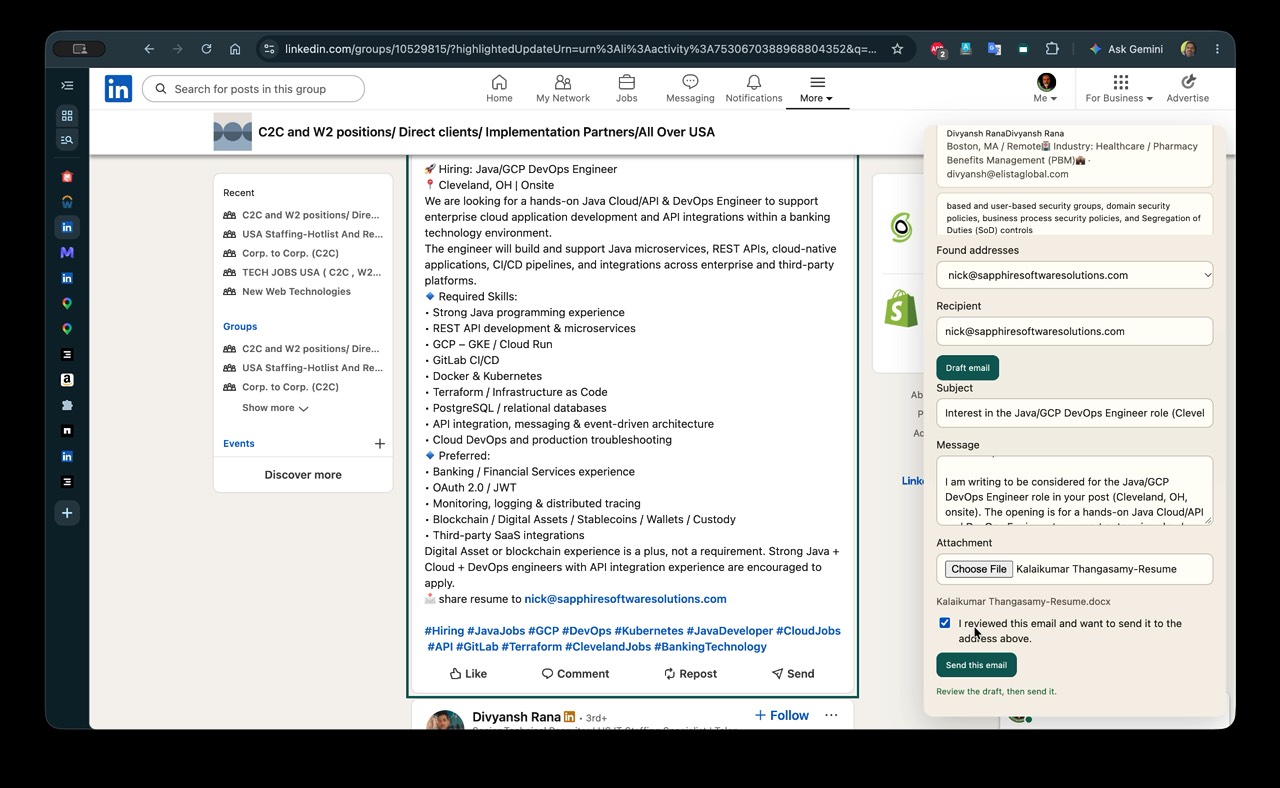 linkedin.com/groups/10529815/?highlightedUpdateUrn=urn%3Ali%3Aactivity%3A7530670388968804352&q=...
2
Ask Gemini
in
Search for posts in this group
Home
My Network
Jobs
Messaging
Notifications
More
Me
For Business
Advertise
C2C and W2 positions/ Direct clients/ Implementation Partners/All Over USA
Recent
C2C and W2 positions/ Dire...
USA Staffing-Hotlist And Re...
Corp. to Corp. (C2C)
TECH JOBS USA ( C2C , W2...
New Web Technologies
Groups
C2C and W2 positions/ Dire...
USA Staffing-Hotlist And Re...
Corp. to Corp. (C2C)
Show more
Events
Discover more
🚀 Hiring: Java/GCP DevOps Engineer
📍 Cleveland, OH | Onsite
We are looking for a hands-on Java Cloud/API & DevOps Engineer to support
enterprise cloud application development and API integrations within a banking
technology environment.
The engineer will build and support Java microservices, REST APIs, cloud-native
applications, CI/CD pipelines, and integrations across enterprise and third-party
platforms.
🔹 Required Skills:
• Strong Java programming experience
• REST API development & microservices
• GCP – GKE / Cloud Run
• GitLab CI/CD
• Docker & Kubernetes
• Terraform / Infrastructure as Code
• PostgreSQL / relational databases
• API integration, messaging & event-driven architecture
• Cloud DevOps and production troubleshooting
🔹 Preferred:
• Banking / Financial Services experience
• OAuth 2.0 / JWT
• Monitoring, logging & distributed tracing
• Blockchain / Digital Assets / Stablecoins / Wallets / Custody
• Third-party SaaS integrations
Digital Asset or blockchain experience is a plus, not a requirement. Strong Java +
Cloud + DevOps engineers with API integration experience are encouraged to
apply.
📩 share resume to nick@sapphiresoftwaresolutions.com
#Hiring #JavaJobs #GCP #DevOps #Kubernetes #JavaDeveloper #CloudJobs
#API #GitLab #Terraform #ClevelandJobs #BankingTechnology
Like
Comment
Repost
Send
Divyansh Rana in • 3rd+
+ Follow
Divyansh RanaDivyansh Rana
Boston, MA / Remote🏥 Industry: Healthcare / Pharmacy
Benefits Management (PBM)💼 ·
divyansh@elistaglobal.com
based and user-based security groups, domain security
policies, business process security policies, and Segregation of
Duties (SoD) controls
Found addresses
nick@sapphiresoftwaresolutions.com
Recipient
nick@sapphiresoftwaresolutions.com
Draft email
Subject
Interest in the Java/GCP DevOps Engineer role (Clevel
Message
I am writing to be considered for the Java/GCP
DevOps Engineer role in your post (Cleveland, OH,
onsite). The opening is for a hands-on Java Cloud/API
Attachment
Choose File Kalaikumar Thangasamy-Resume
Kalaikumar Thangasamy-Resume.docx
I reviewed this email and want to send it to the
address above.
Send this email
Review the draft, then send it.